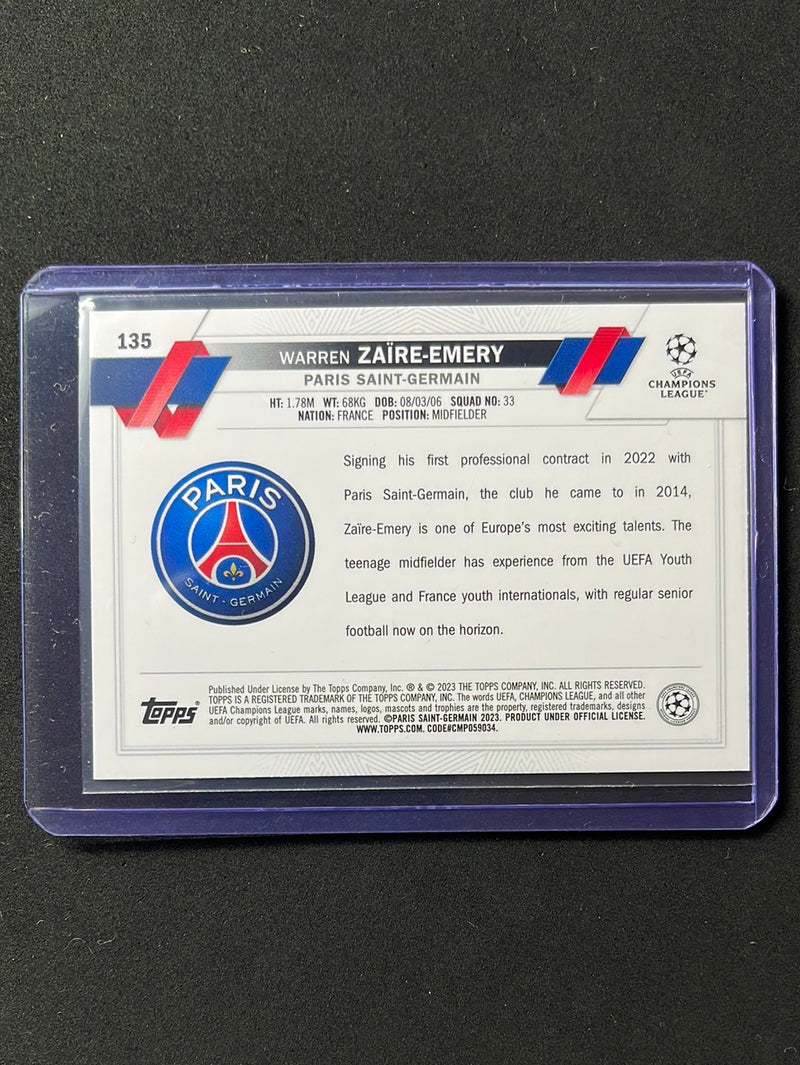 135
WARREN ZAÏRE-EMERY
PARIS SAINT-GERMAIN
HT: 1.78M WT: 68KG DOB: 08/03/06 SQUAD NO: 33
NATION: FRANCE POSITION: MIDFIELDER
UEFA
CHAMPIONS
LEAGUE®
Signing his first professional contract in 2022 with
Paris Saint-Germain, the club he came to in 2014,
Zaïre-Emery is one of Europe's most exciting talents. The
teenage midfielder has experience from the UEFA Youth
League and France youth internationals, with regular senior
football now on the horizon.
PARIS
SAINT-GERMAIN
topps
Published Under License by The Topps Company, Inc. ® & © 2023 THE TOPPS COMPANY, INC. ALL RIGHTS RESERVED.
TOPPS IS A REGISTERED TRADEMARK OF THE TOPPS COMPANY, INC. The words UEFA, CHAMPIONS LEAGUE, and all other
UEFA Champions League marks, names, logos, mascots and trophies are the property, registered trademarks, designs
and/or copyright of UEFA. All rights reserved. ©PARIS SAINT-GERMAIN 2023. PRODUCT UNDER OFFICIAL LICENSE.
WWW.TOPPS.COM. CODE#CMP059034.